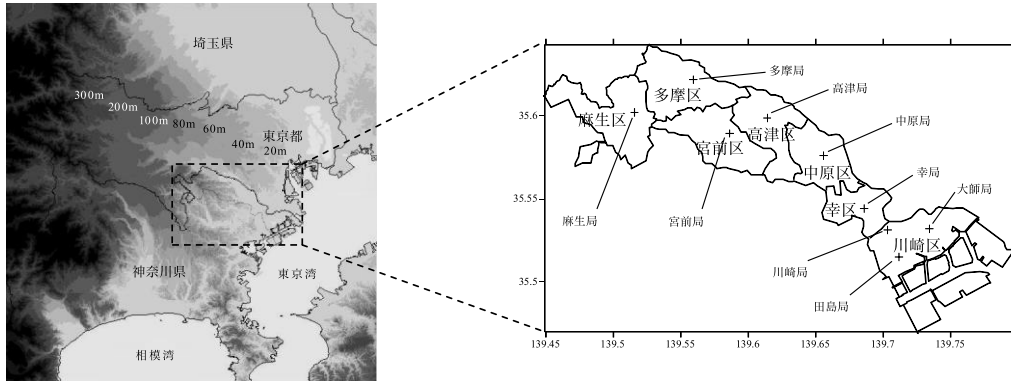 埼玉県
300m
200m
100m
80m
60m
40m
20m
東京都
神奈川県
東京湾
相模湾
多摩局
高津局
中原局
幸局
大師局
多摩区
麻生区
宮前区
高津区
中原区
幸区
川崎区
麻生局
宮前局
川崎局
田島局
35.6
35.55
35.5
139.45
139.5
139.55
139.6
139.65
139.7
139.75